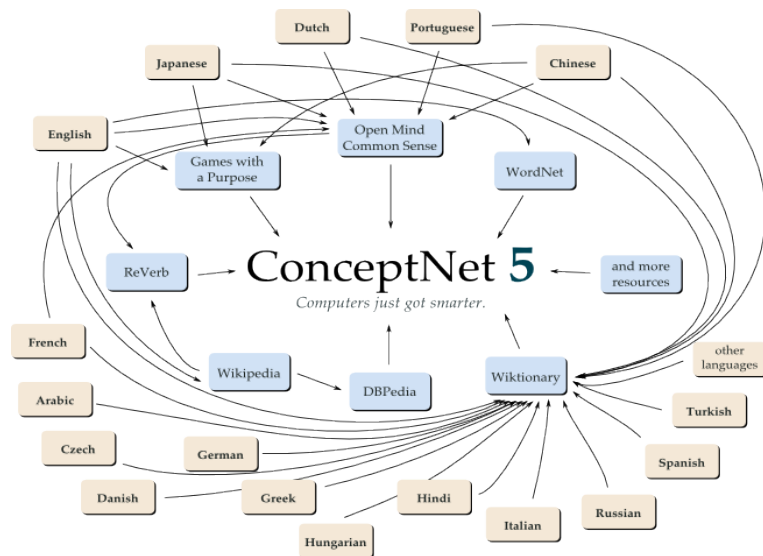 Dutch
Portuguese
Japanese
Chinese
English
Open Mind
Common Sense
Games with
a Purpose
WordNet
ReVerb
ConceptNet 5
Computers just got smarter.
and more
resources
French
Wikipedia
DBPedia
Wiktionary
other
languages
Arabic
Turkish
Czech
German
Spanish
Danish
Greek
Hindi
Russian
Italian
Hungarian